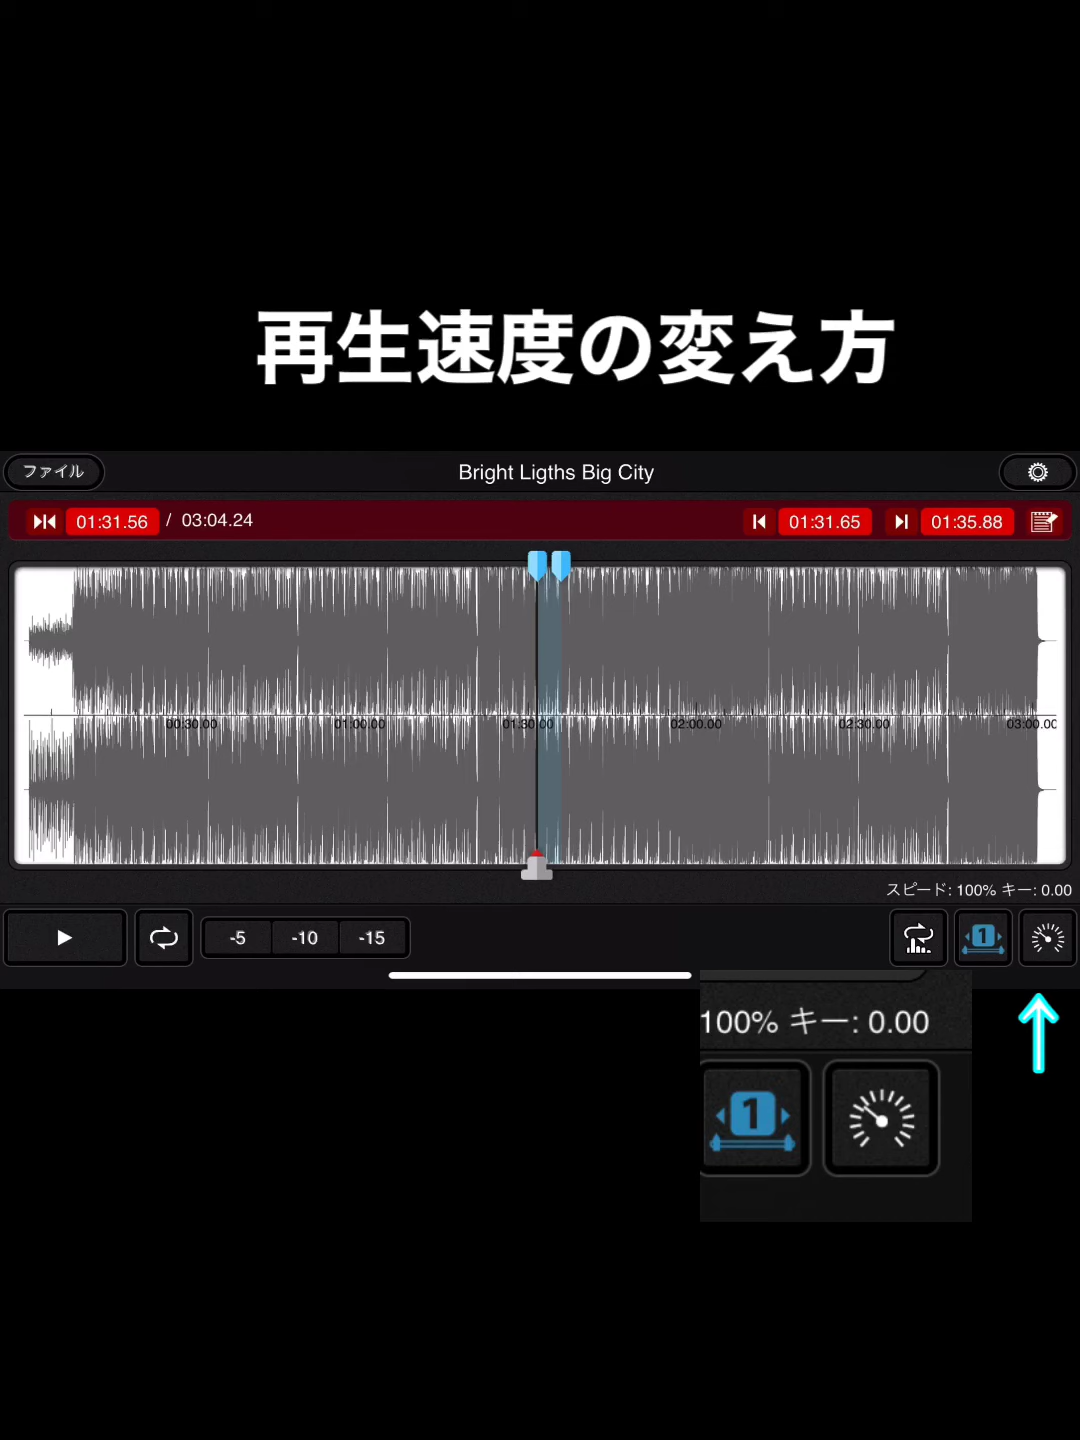 再生速度の変え方
ファイル
Bright Ligths Big City
01:31.56 / 03:04.24
01:31.65
01:35.88
00:30.00
01:00.00
01:30.00
02:00.00
02:30.00
03:00.00
スピード: 100% キー: 0.00
-5
-10
-15
1
100% キー: 0.00
1